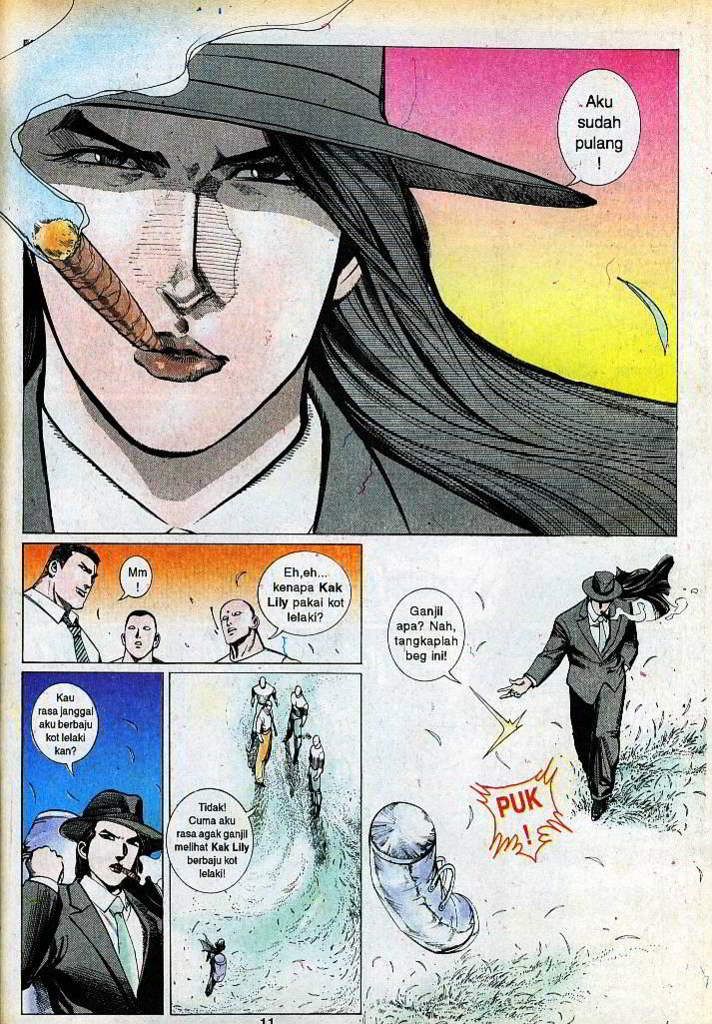 Aku
sudah
pulang
!
Mm
!
Eh,eh...
kenapa Kak
Lily pakai kot
lelaki?
Kau
rasa janggal
aku berbaju
kot lelaki
kan?
Tidak!
Cuma aku
rasa agak ganjil
melihat Kak Lily
berbaju kot
lelaki!
Ganjil
apa? Nah,
tangkaplah
beg ini!
PUK
!
11